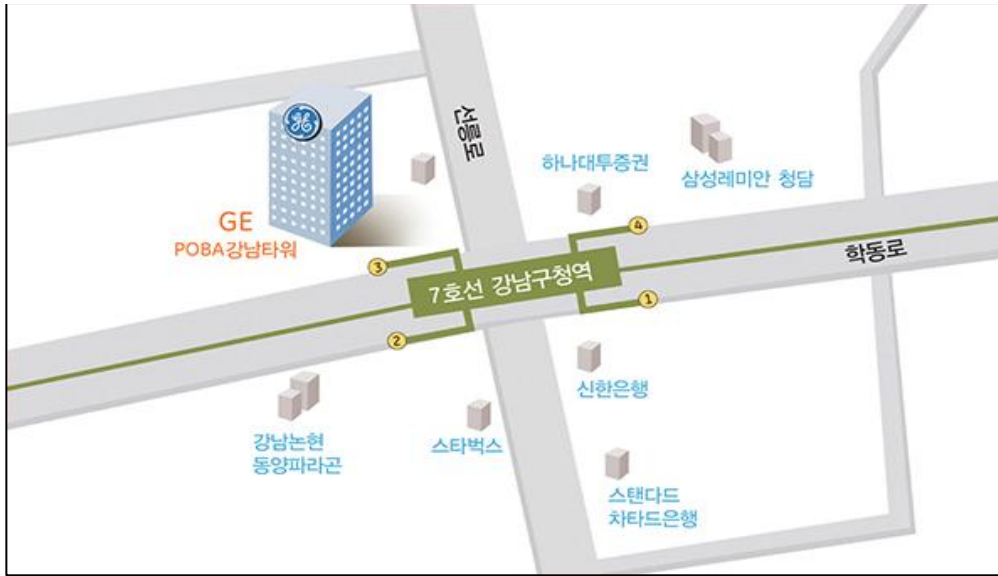 선릉로
하나대투증권
삼성레미안 청담
GE
POBA강남타워
④
학동로
③
7호선 강남구청역
①
②
신한은행
강남논현
동양파라곤
스타벅스
스탠다드
차타드은행